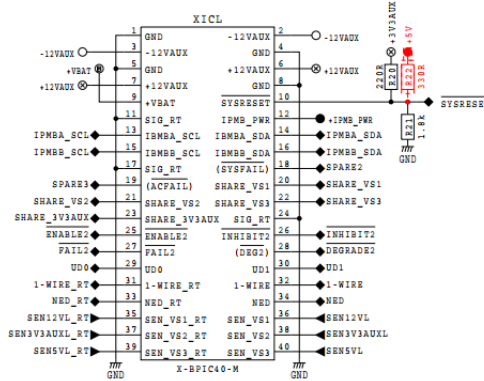 XICL
1 GND
GND 2
-12VAUX 3 -12VAUX
-12VAUX 2 -12VAUX
GND 4
+VBAT 5 GND
+12VAUX 6 +12VAUX
+12VAUX 7 +12VAUX
GND 8
9 +VBAT
SYSRESET 10 SYSRESE
+3V3AUX
+5V
220R R20
R22 330R
R21 1.8k
GND
11 SIG_RT
IPMB_PWR 12 +IPMB_PWR
IPMBA_SCL 13 IBMBA_SCL
IBMBA_SDA 14 IPMBA_SDA
IPMBB_SCL 15 IBMBB_SCL
IBMBB_SDA 16 IPMBB_SDA
17 SIG_RT
(SYSFAIL) 18 SPARE2
SPARE3 19 (ACFAIL)
SHARE_VS1 20 SHARE_VS1
SHARE_VS2 21 SHARE_VS2
SHARE_VS3 22 SHARE_VS3
SHARE_3V3AUX 23 SHARE_3V3AUX
SIG_RT 24
ENABLE2 25 ENABLE2
INHIBIT2 26 INHIBIT2
FAIL2 27 FAIL2
(DEG2) 28 DEGRADE2
UD0 29 UD0
UD1 30 UD1
1-WIRE_RT 31 1-WIRE_RT
1-WIRE 32 1-WIRE
NED_RT 33 NED_RT
NED 34 NED
SEN12VL_RT 35 SEN_VS1_RT
SEN_VS1 36 SEN12VL
SEN3V3AUXL_RT 37 SEN_VS2_RT
SEN_VS2 38 SEN3V3AUXL
SEN5VL_RT 39 SEN_VS3_RT
SEN_VS3 40 SEN5VL
GND
X-BPIC40-M
GND